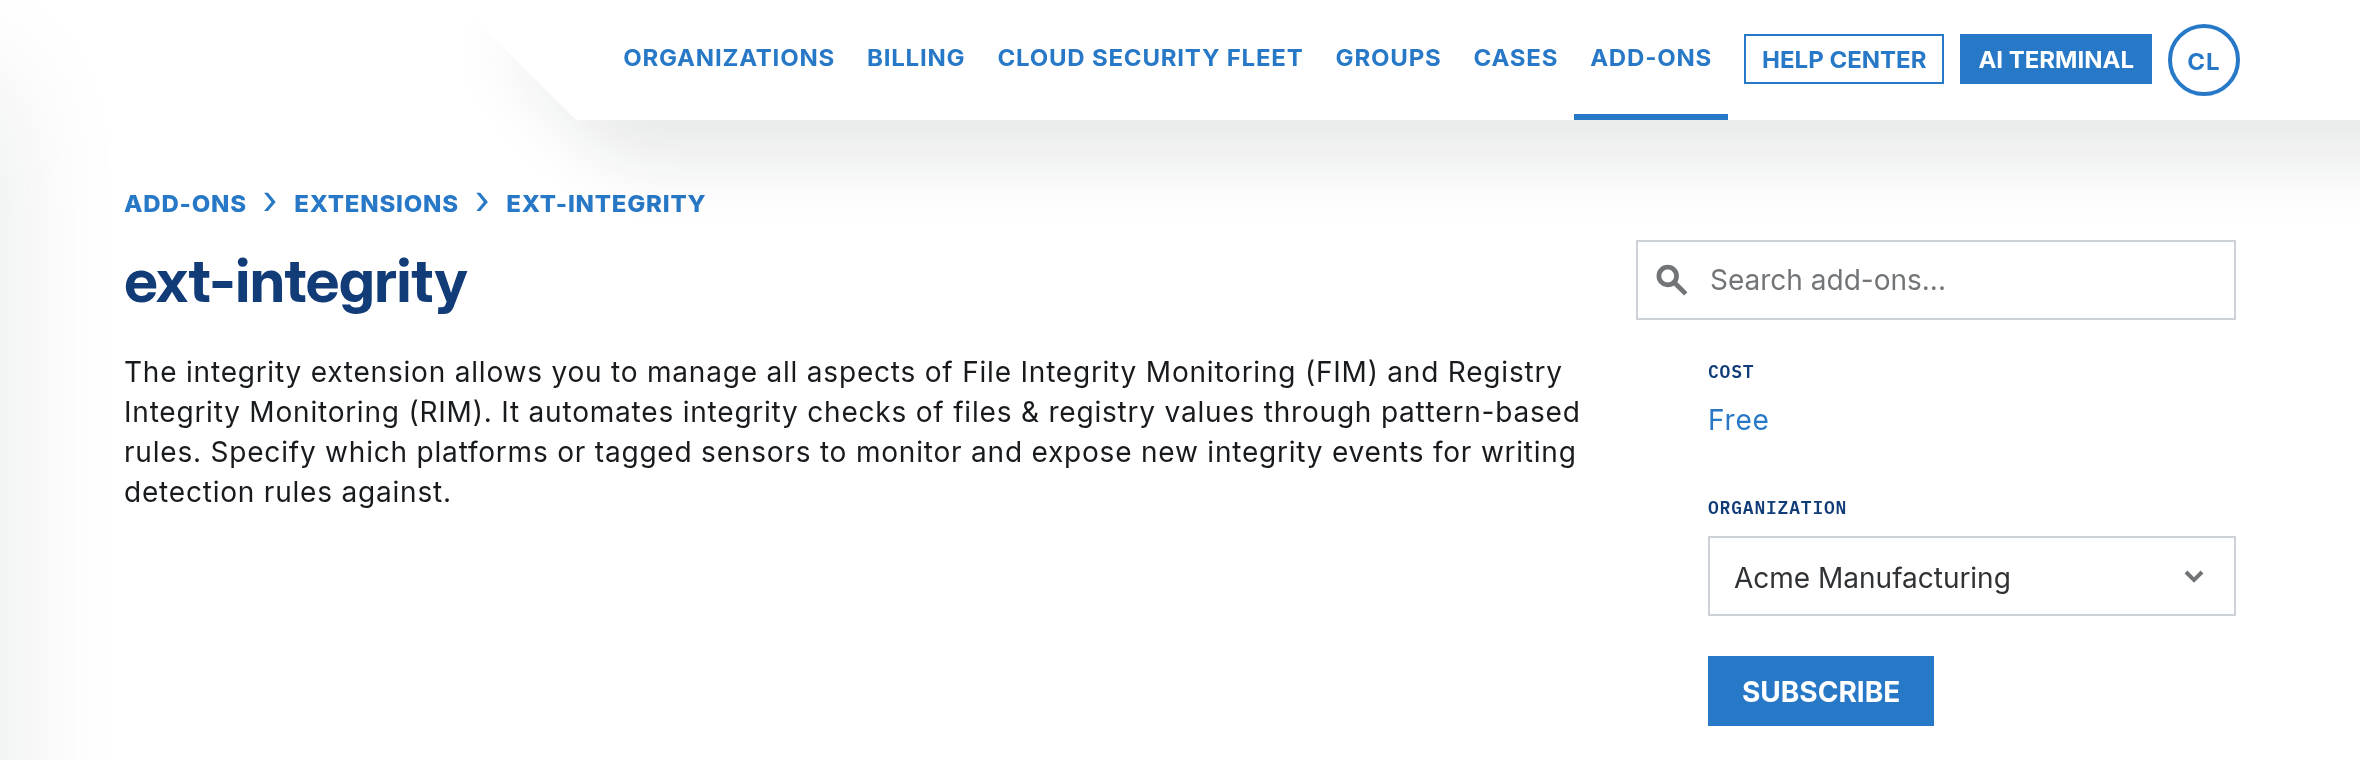 ORGANIZATIONS BILLING CLOUD SECURITY FLEET GROUPS CASES ADD-ONS HELP CENTER AI TERMINAL CL
ADD-ONS > EXTENSIONS > EXT-INTEGRITY
ext-integrity
Search add-ons...
The integrity extension allows you to manage all aspects of File Integrity Monitoring (FIM) and Registry
Integrity Monitoring (RIM). It automates integrity checks of files & registry values through pattern-based
rules. Specify which platforms or tagged sensors to monitor and expose new integrity events for writing
detection rules against.
COST
Free
ORGANIZATION
Acme Manufacturing
SUBSCRIBE